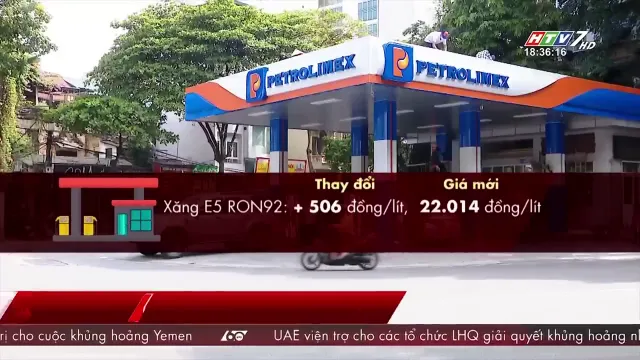 HTV7 HD
18:36:16
PETROLIMEX
PETROLIMEX
Thay đổi Giá mới
Xăng E5 RON92: + 506 đồng/lít, 22.014 đồng/lít
trị cho cuộc khủng hoảng Yemen 60 UAE viện trợ cho các tổ chức LHQ giải quyết khủng hoảng